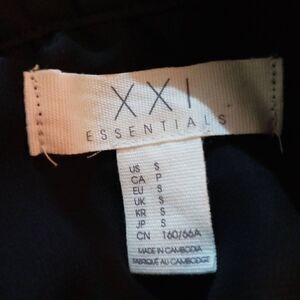 XXI
ESSENTIALS
US S
CA P
EU S
UK S
KR S
JP S
CN 160/66A
MADE IN CAMBODIA
FABRIQUÉ AU CAMBODGE